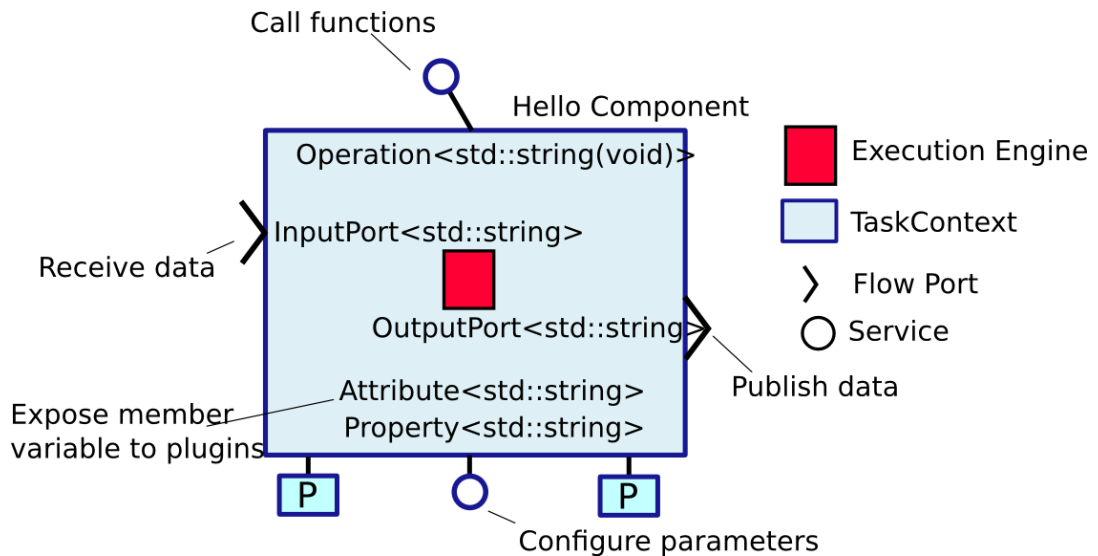 Call functions
Hello Component
Operation<std::string(void)>
Execution Engine
TaskContext
InputPort<std::string>
Receive data
Flow Port
OutputPort<std::string>
Service
Publish data
Attribute<std::string>
Expose member
variable to plugins
Property<std::string>
P
P
Configure parameters